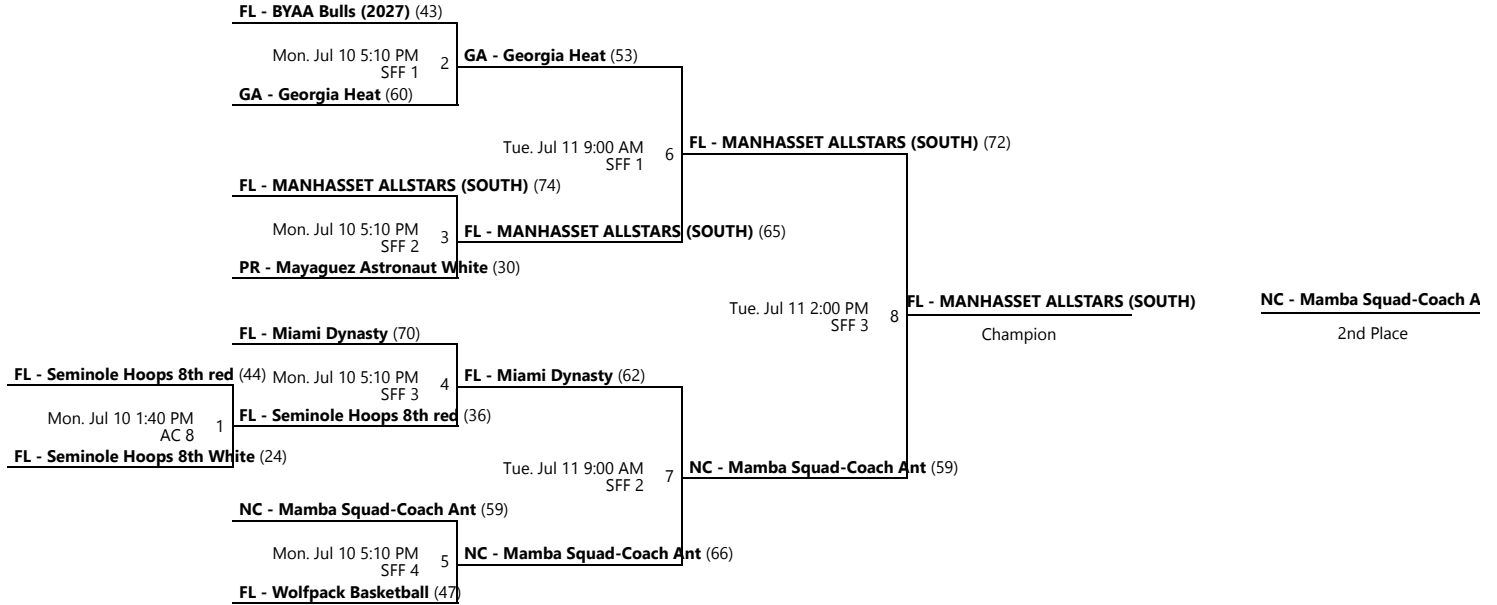 FL - BYAA Bulls (2027) (43)
Mon. Jul 10 5:10 PM
SFF 1
2
GA - Georgia Heat (53)
GA - Georgia Heat (60)
Tue. Jul 11 9:00 AM
SFF 1
6
FL - MANHASSET ALLSTARS (SOUTH) (72)
FL - MANHASSET ALLSTARS (SOUTH) (74)
Mon. Jul 10 5:10 PM
SFF 2
3
FL - MANHASSET ALLSTARS (SOUTH) (65)
PR - Mayaguez Astronaut White (30)
Tue. Jul 11 2:00 PM
SFF 3
8
FL - MANHASSET ALLSTARS (SOUTH)
Champion
NC - Mamba Squad-Coach A
2nd Place
FL - Miami Dynasty (70)
FL - Seminole Hoops 8th red (44)
Mon. Jul 10 5:10 PM
SFF 3
4
FL - Miami Dynasty (62)
Mon. Jul 10 1:40 PM
AC 8
1
FL - Seminole Hoops 8th red (36)
FL - Seminole Hoops 8th White (24)
Tue. Jul 11 9:00 AM
SFF 2
7
NC - Mamba Squad-Coach Ant (59)
NC - Mamba Squad-Coach Ant (59)
Mon. Jul 10 5:10 PM
SFF 4
5
NC - Mamba Squad-Coach Ant (66)
FL - Wolfpack Basketball (47)